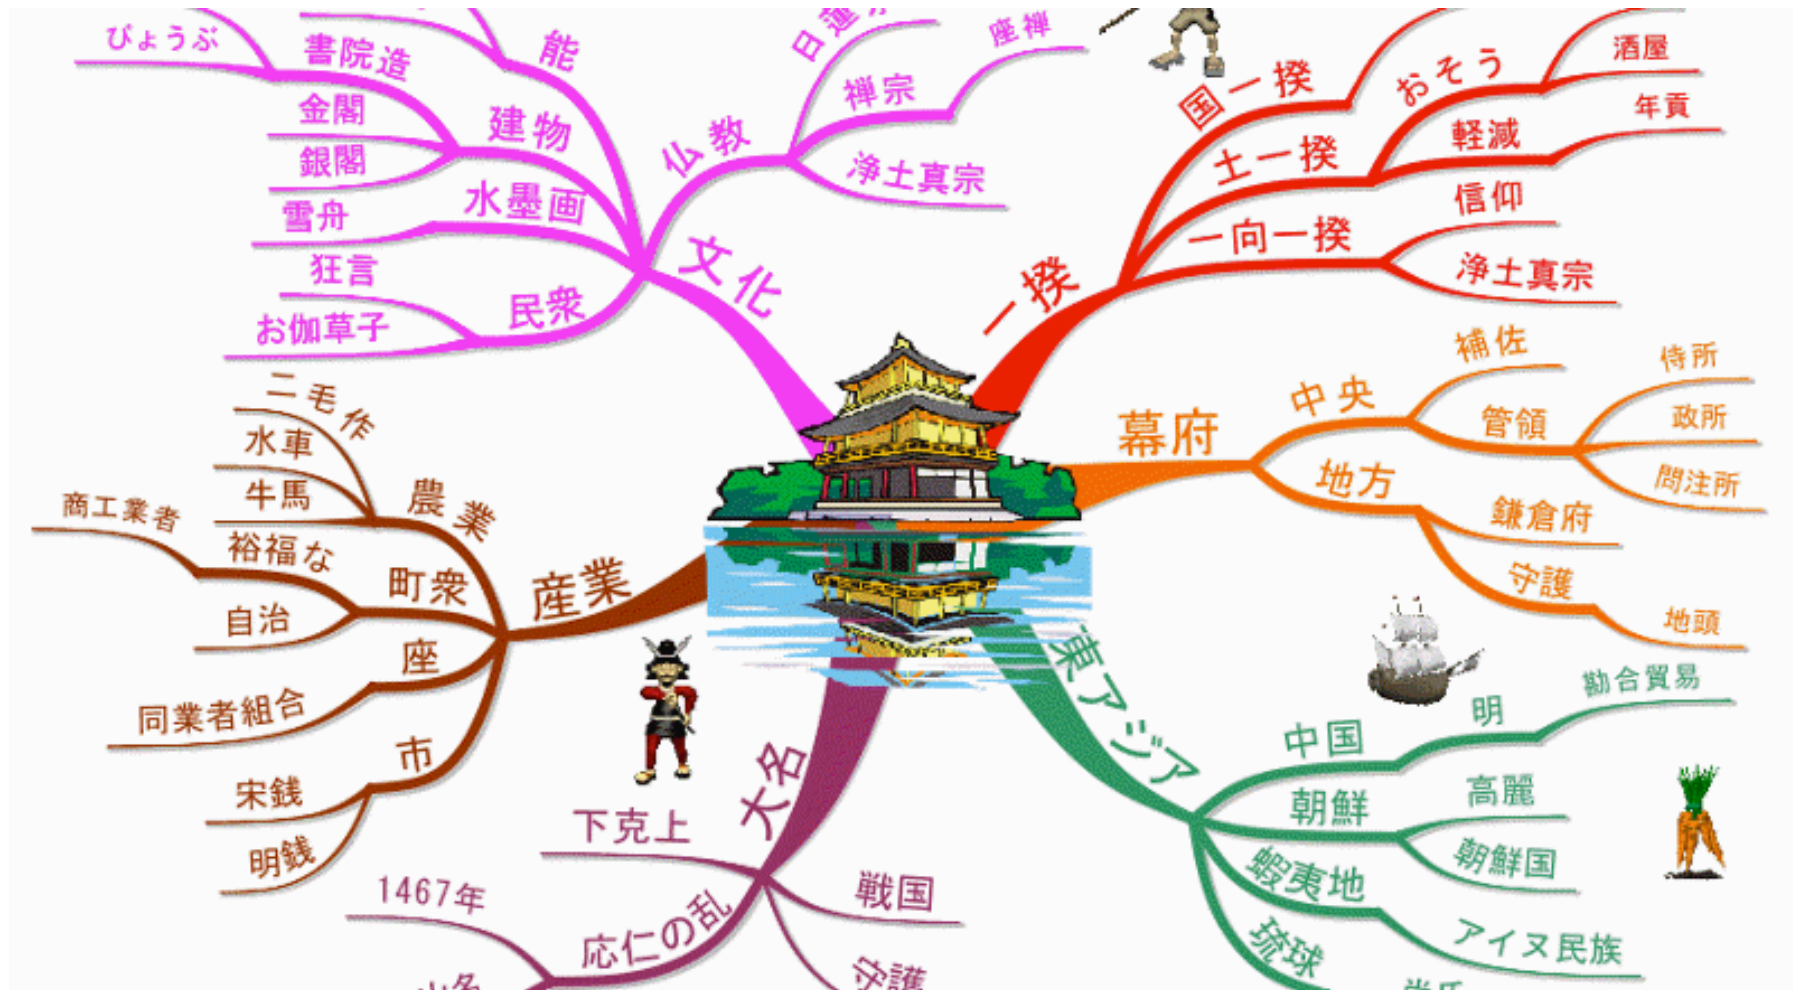 びょうぶ
書院造
金閣
銀閣
建物
能
雪舟
水墨画
狂言
お伽草子
民衆
文化
仏教
座禅
禅宗
浄土真宗
一揆
国一揆
土一揆
おそう
酒屋
軽減
年貢
一向一揆
信仰
浄土真宗
幕府
中央
補佐
管領
侍所
政所
問注所
地方
鎌倉府
守護
地頭
東アジア
中国
明
勘合貿易
朝鮮
高麗
朝鮮国
蝦夷地
アイヌ民族
琉球
大名
下克上
戦国
守護
応仁の乱
1467年
産業
農業
二毛作
水車
牛馬
町衆
裕福な
商工業者
自治
座
同業者組合
市
宋銭
明銭